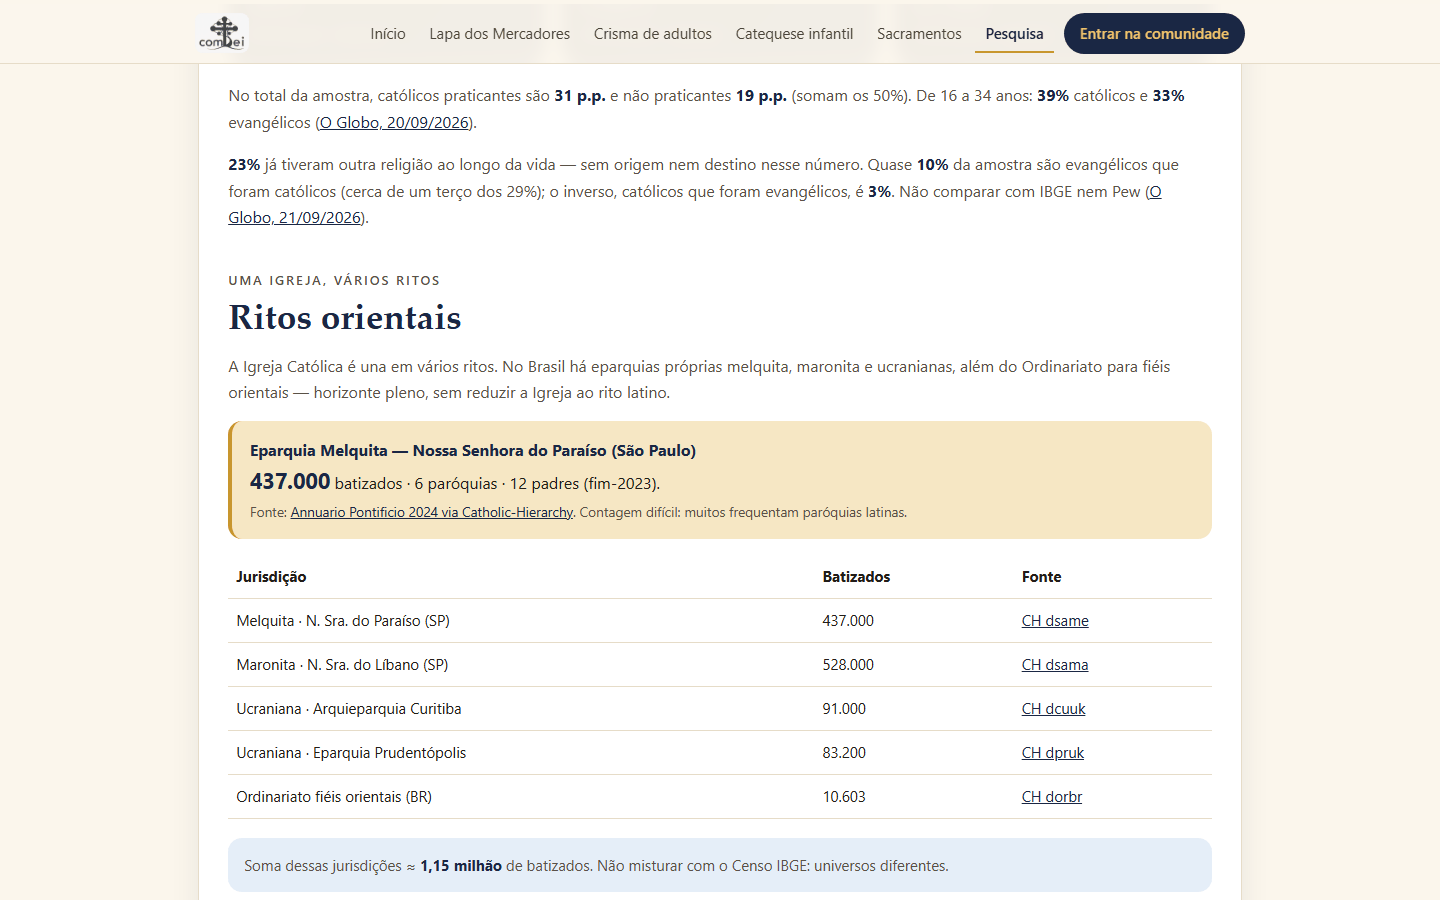 comDei
Início
Lapa dos Mercadores
Crisma de adultos
Catequese infantil
Sacramentos
Pesquisa
Entrar na comunidade
No total da amostra, católicos praticantes são 31 p.p. e não praticantes 19 p.p. (somam os 50%). De 16 a 34 anos: 39% católicos e 33%
evangélicos (O Globo, 20/09/2026).
23% já tiveram outra religião ao longo da vida — sem origem nem destino nesse número. Quase 10% da amostra são evangélicos que
foram católicos (cerca de um terço dos 29%); o inverso, católicos que foram evangélicos, é 3%. Não comparar com IBGE nem Pew (O
Globo, 21/09/2026).
UMA IGREJA, VÁRIOS RITOS
Ritos orientais
A Igreja Católica é una em vários ritos. No Brasil há eparquias próprias melquita, maronita e ucranianas, além do Ordinariato para fiéis
orientais — horizonte pleno, sem reduzir a Igreja ao rito latino.
Eparquia Melquita — Nossa Senhora do Paraíso (São Paulo)
437.000 batizados · 6 paróquias · 12 padres (fim-2023).
Fonte: Annuario Pontificio 2024 via Catholic-Hierarchy. Contagem difícil: muitos frequentam paróquias latinas.
Jurisdição Batizados Fonte
Melquita · N. Sra. do Paraíso (SP) 437.000 CH dsame
Maronita · N. Sra. do Líbano (SP) 528.000 CH dsama
Ucraniana · Arquieparquia Curitiba 91.000 CH dcuuk
Ucraniana · Eparquia Prudentópolis 83.200 CH dpruk
Ordinariato fiéis orientais (BR) 10.603 CH dorbr
Soma dessas jurisdições ≈ 1,15 milhão de batizados. Não misturar com o Censo IBGE: universos diferentes.